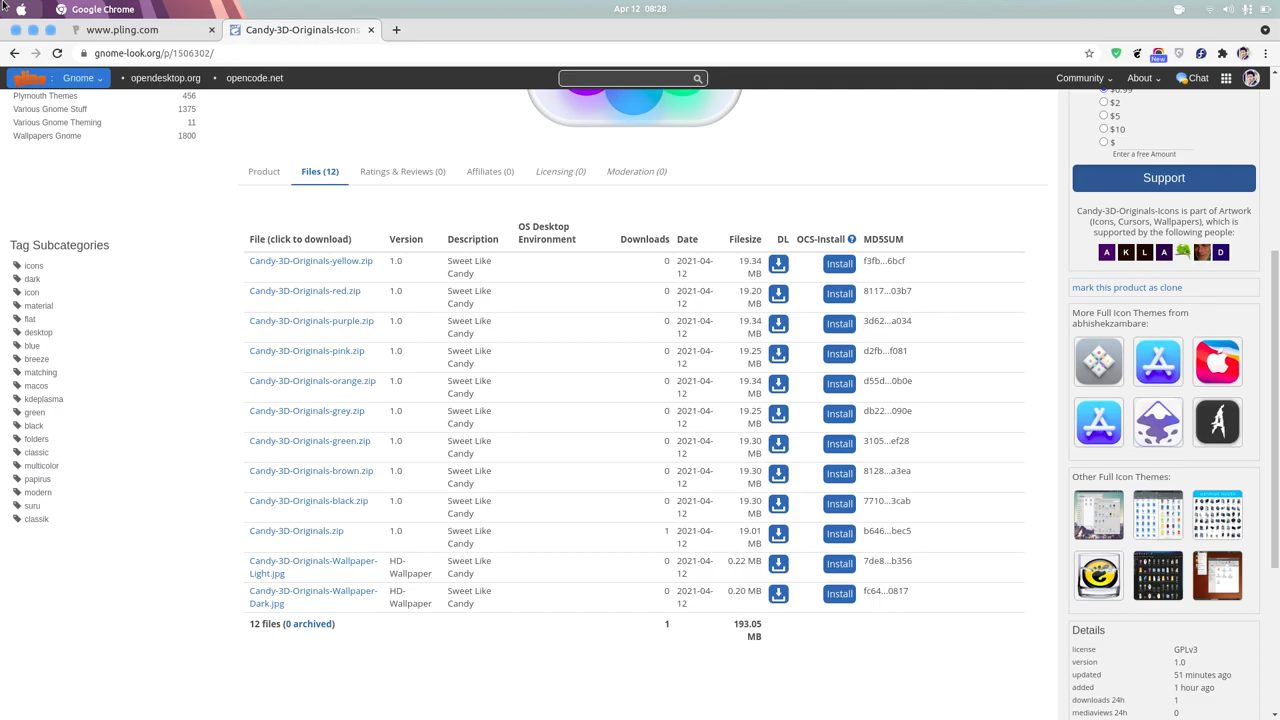 Google Chrome
Apr 12 08:28
www.pling.com
Candy-3D-Originals-Icons
gnome-look.org/p/1506302/
New
pling : Gnome
• opendesktop.org
• opencode.net
Community
About
Chat
Plymouth Themes 456
Various Gnome Stuff 1375
Various Gnome Theming 11
Wallpapers Gnome 1800
Tag Subcategories
icons
dark
icon
material
flat
desktop
blue
breeze
matching
macos
kdeplasma
green
black
folders
classic
multicolor
papirus
modern
suru
classik
Product
Files (12)
Ratings & Reviews (0)
Affiliates (0)
Licensing (0)
Moderation (0)
File (click to download) Version Description OS Desktop Environment Downloads Date Filesize DL OCS-Install ? MD5SUM
Candy-3D-Originals-yellow.zip 1.0 Sweet Like Candy 0 2021-04-12 19.34 MB Install f3fb...6bcf
Candy-3D-Originals-red.zip 1.0 Sweet Like Candy 0 2021-04-12 19.20 MB Install 8117...03b7
Candy-3D-Originals-purple.zip 1.0 Sweet Like Candy 0 2021-04-12 19.34 MB Install 3d62...a034
Candy-3D-Originals-pink.zip 1.0 Sweet Like Candy 0 2021-04-12 19.25 MB Install d2fb...f081
Candy-3D-Originals-orange.zip 1.0 Sweet Like Candy 0 2021-04-12 19.34 MB Install d55d...0b0e
Candy-3D-Originals-grey.zip 1.0 Sweet Like Candy 0 2021-04-12 19.25 MB Install db22...090e
Candy-3D-Originals-green.zip 1.0 Sweet Like Candy 0 2021-04-12 19.30 MB Install 3105...ef28
Candy-3D-Originals-brown.zip 1.0 Sweet Like Candy 0 2021-04-12 19.30 MB Install 8128...a3ea
Candy-3D-Originals-black.zip 1.0 Sweet Like Candy 0 2021-04-12 19.30 MB Install 7710...3cab
Candy-3D-Originals.zip 1.0 Sweet Like Candy 1 2021-04-12 19.01 MB Install b646...bec5
Candy-3D-Originals-Wallpaper-Light.jpg HD-Wallpaper Sweet Like Candy 0 2021-04-12 0.22 MB Install 7de8...b356
Candy-3D-Originals-Wallpaper-Dark.jpg HD-Wallpaper Sweet Like Candy 0 2021-04-12 0.20 MB Install fc64...0817
12 files (0 archived) 1 193.05 MB
$0.99
$2
$5
$10
$
Enter a free Amount
Support
Candy-3D-Originals-Icons is part of Artwork
(Icons, Cursors, Wallpapers), which is
supported by the following people:
A K L A D
mark this product as clone
More Full Icon Themes from
abhishekzambare:
Other Full Icon Themes:
Details
license GPLv3
version 1.0
updated 51 minutes ago
added 1 hour ago
downloads 24h 1
mediaviews 24h 0